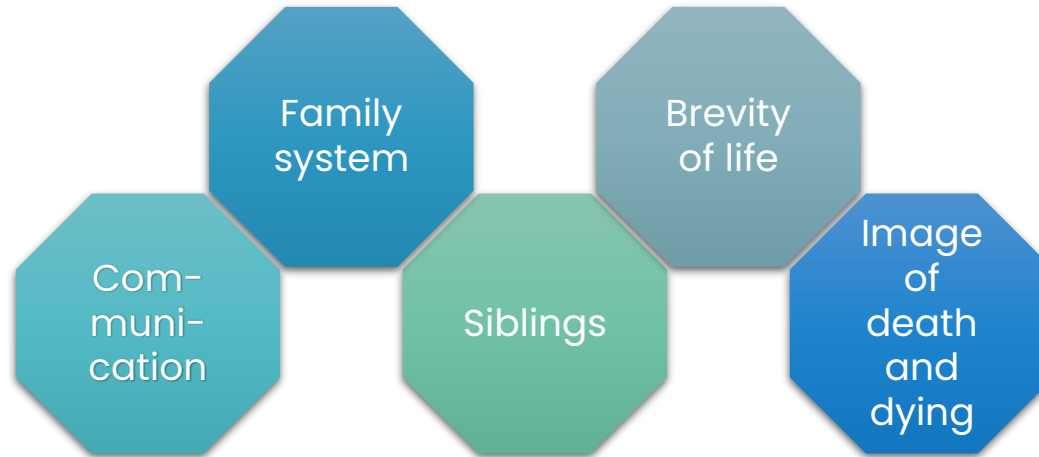 Family
system
Brevity
of life
Com-
muni-
cation
Siblings
Image
of
death
and
dying